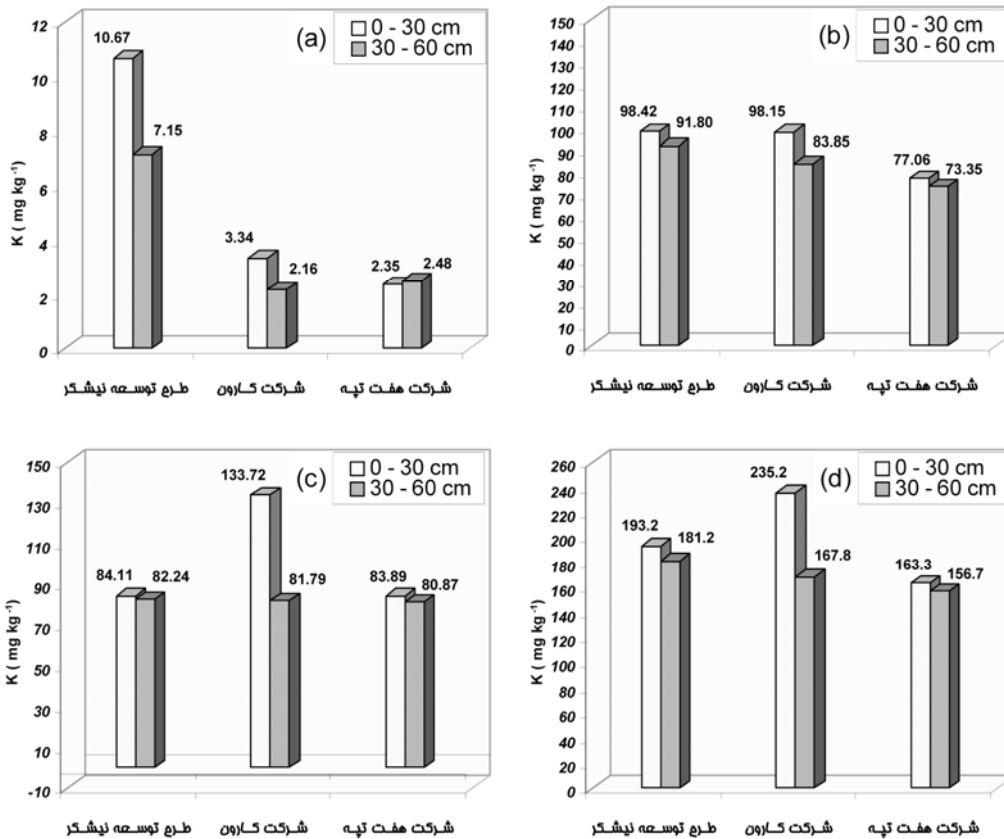 (a)
0 - 30 cm
30 - 60 cm
K ( mg kg -1)
12
10
8
6
4
2
0
10.67
7.15
3.34
2.16
2.35
2.48
طرح توسعه نیشکر
شرکت کارون
شرکت هفت تپه
(b)
0 - 30 cm
30 - 60 cm
K ( mg kg -1)
150
140
130
120
110
100
90
80
70
60
50
40
30
20
10
0
98.42
91.80
98.15
83.85
77.06
73.35
طرح توسعه نیشکر
شرکت کارون
شرکت هفت تپه
(c)
0 - 30 cm
30 - 60 cm
K ( mg kg -1)
150
130
110
90
70
50
30
10
-10
84.11
82.24
133.72
81.79
83.89
80.87
طرح توسعه نیشکر
شرکت کارون
شرکت هفت تپه
(d)
0 - 30 cm
30 - 60 cm
K ( mg kg -1)
260
240
220
200
180
160
140
120
100
80
60
40
20
0
193.2
181.2
235.2
167.8
163.3
156.7
طرح توسعه نیشکر
شرکت کارون
شرکت هفت تپه